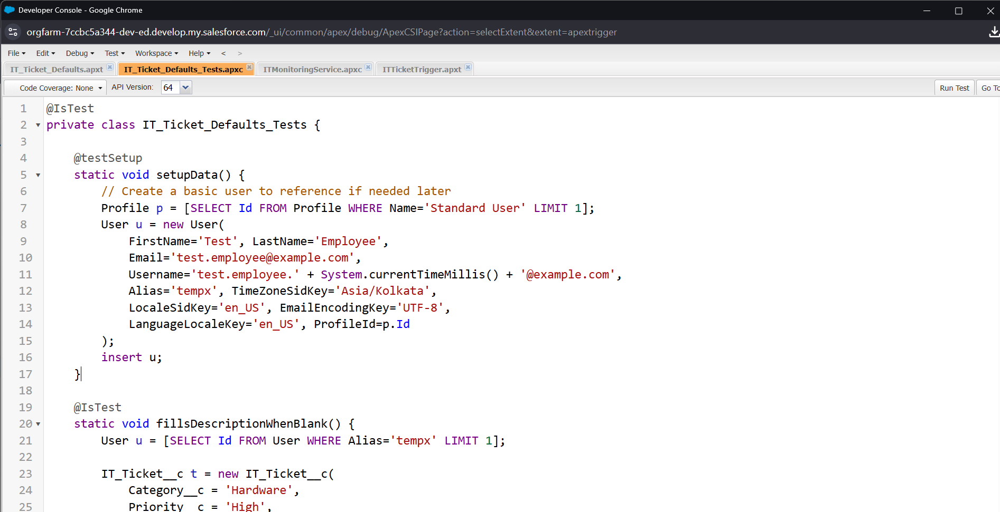 Developer Console - Google Chrome
orgfarm-7ccbc5a344-dev-ed.develop.my.salesforce.com/_ui/common/apex/debug/ApexCSIPage?action=selectExtent&extent=apextrigger
File Edit Debug Test Workspace Help < >
IT_Ticket_Defaults.apxt IT_Ticket_Defaults_Tests.apxc ITMonitoringService.apxc ITTicketTrigger.apxt
Code Coverage: None API Version: 64 Run Test Go To
1 @IsTest
2 private class IT_Ticket_Defaults_Tests {
3
4 @testSetup
5 static void setupData() {
6 // Create a basic user to reference if needed later
7 Profile p = [SELECT Id FROM Profile WHERE Name='Standard User' LIMIT 1];
8 User u = new User(
9 FirstName='Test', LastName='Employee',
10 Email='test.employee@example.com',
11 Username='test.employee.' + System.currentTimeMillis() + '@example.com',
12 Alias='tempx', TimeZoneSidKey='Asia/Kolkata',
13 LocaleSidKey='en_US', EmailEncodingKey='UTF-8',
14 LanguageLocaleKey='en_US', ProfileId=p.Id
15 );
16 insert u;
17 }
18
19 @IsTest
20 static void fillsDescriptionWhenBlank() {
21 User u = [SELECT Id FROM User WHERE Alias='tempx' LIMIT 1];
22
23 IT_Ticket__c t = new IT_Ticket__c(
24 Category__c = 'Hardware',
25 Priority__c = 'High',